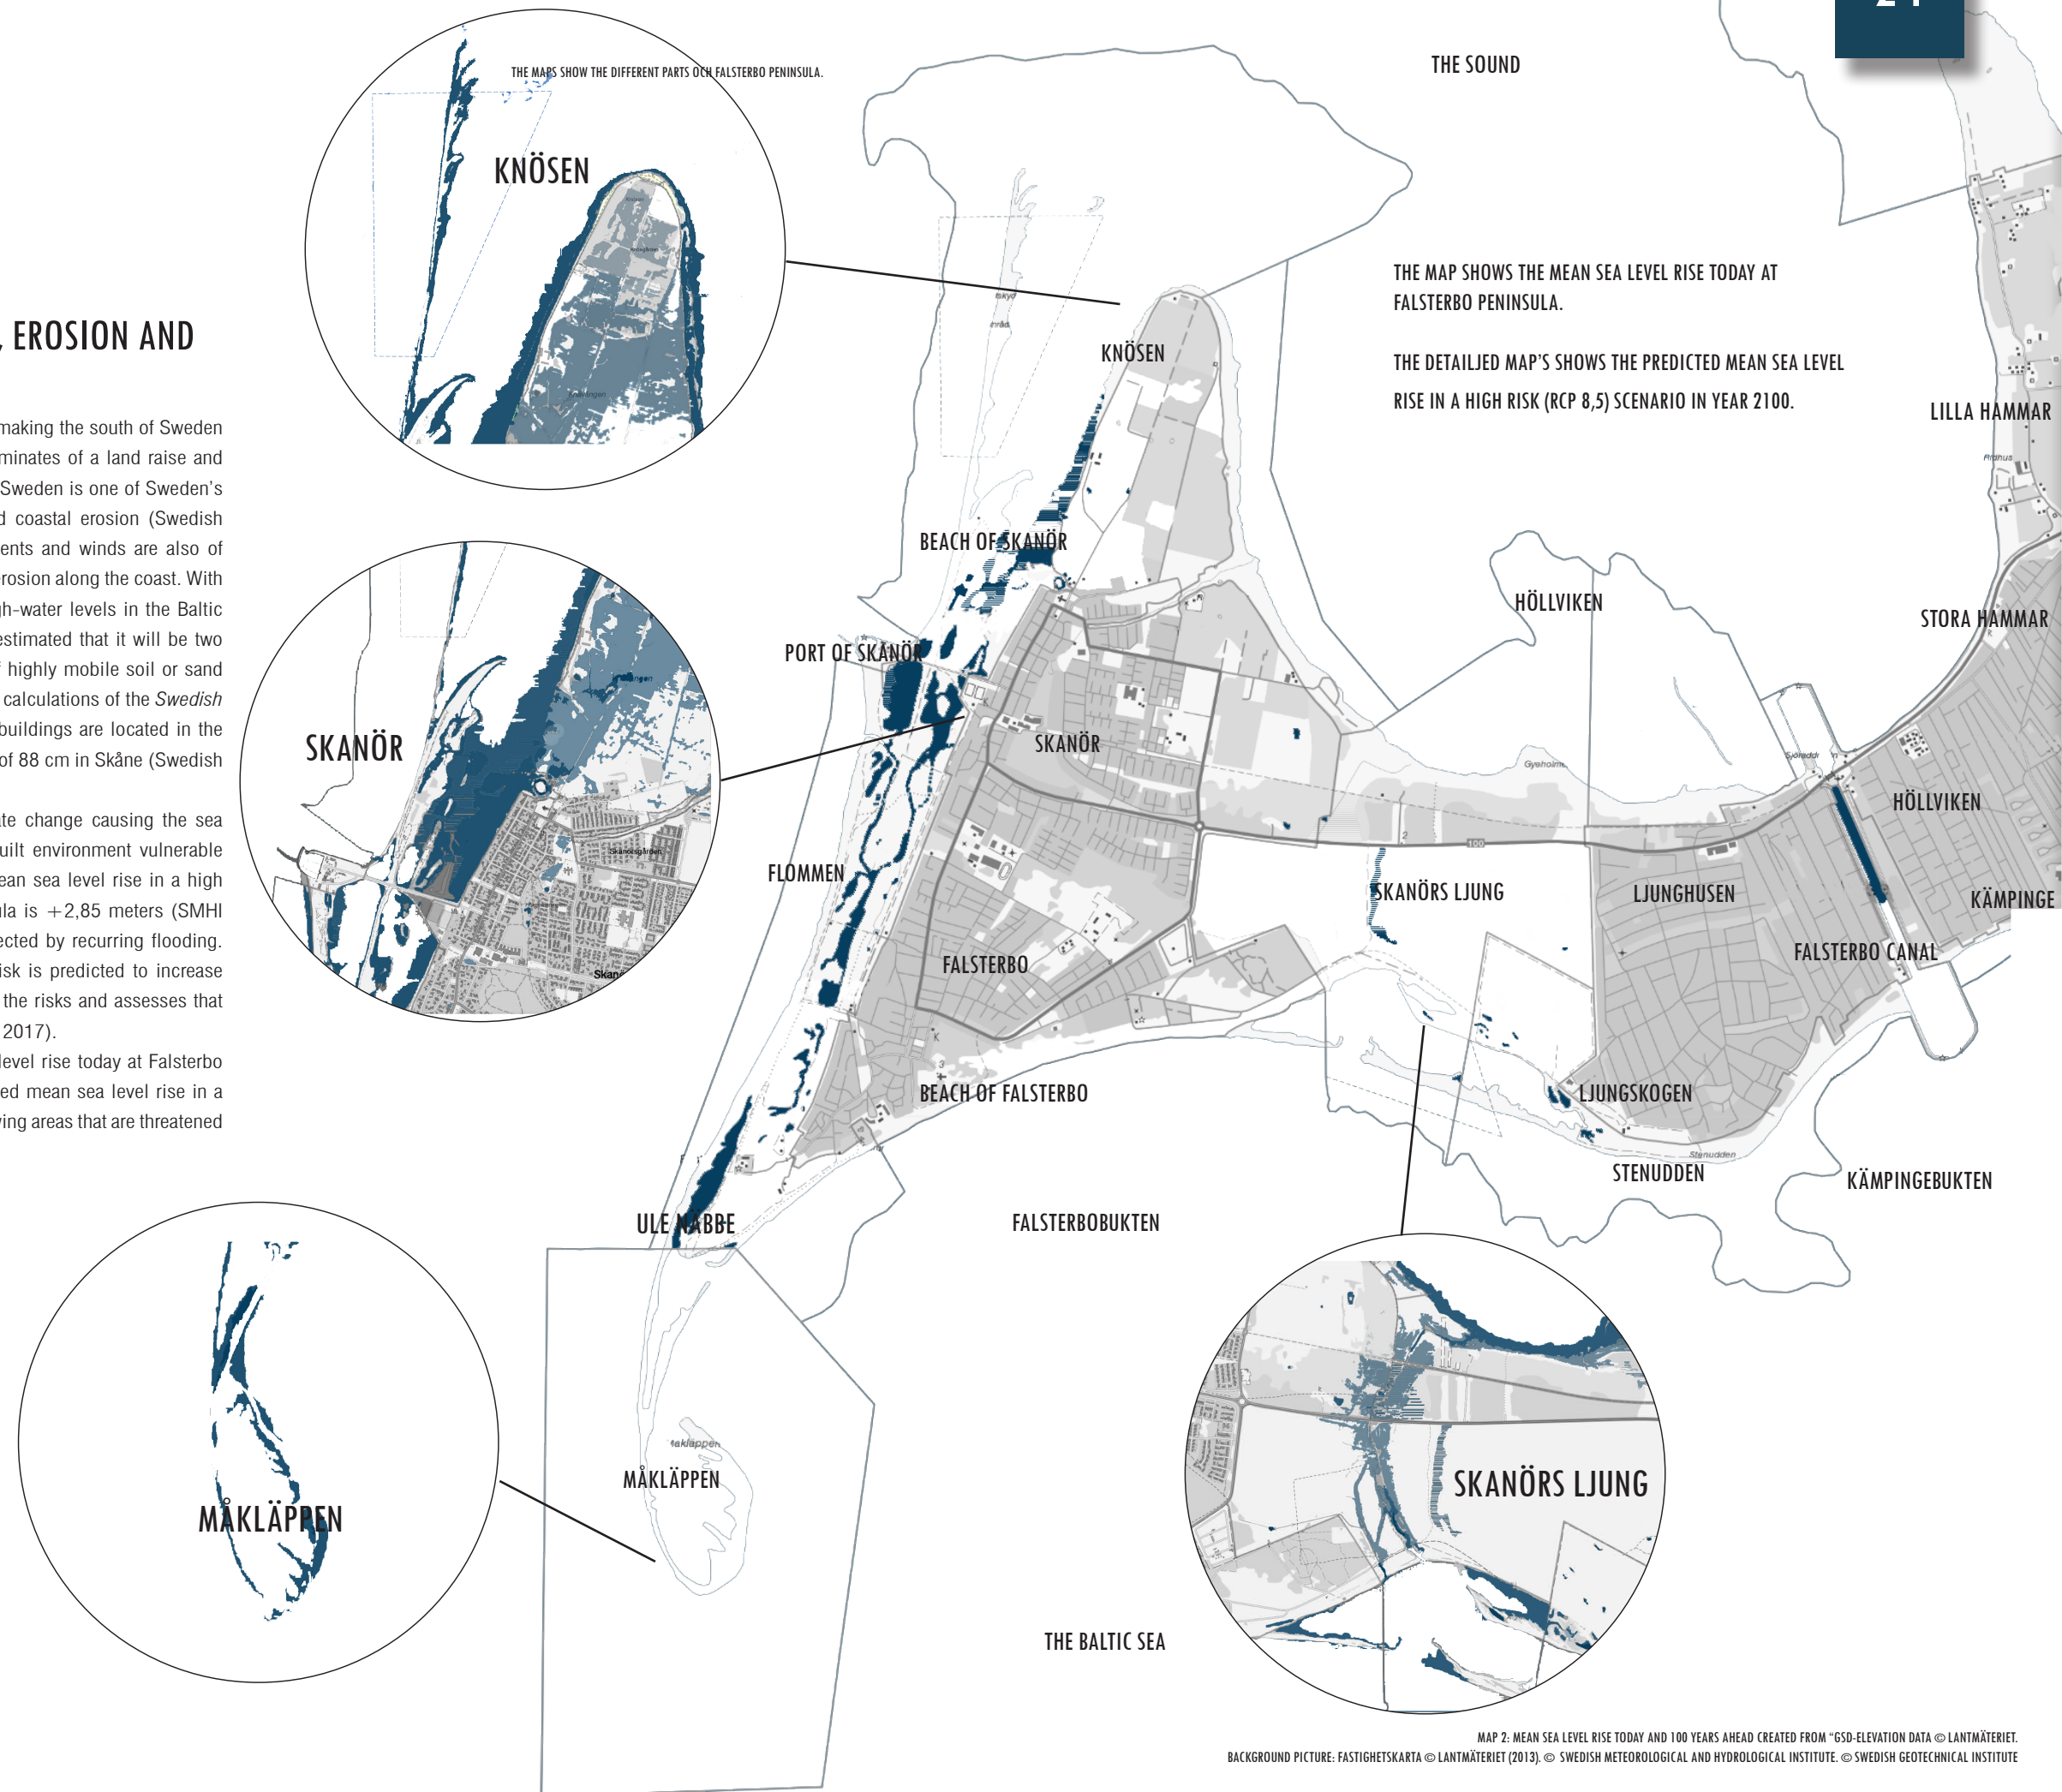 , EROSION AND
making the south of Sweden
minates of a land raise and
Sweden is one of Sweden's
d coastal erosion (Swedish
ents and winds are also of
erosion along the coast. With
gh-water levels in the Baltic
estimated that it will be two
f highly mobile soil or sand
calculations of the Swedish
buildings are located in the
of 88 cm in Skåne (Swedish
ate change causing the sea
uilt environment vulnerable
ean sea level rise in a high
ula is +2,85 meters (SMHI
ected by recurring flooding.
isk is predicted to increase
the risks and assesses that
2017).
level rise today at Falsterbo
ed mean sea level rise in a
ving areas that are threatened
THE MAPS SHOW THE DIFFERENT PARTS OCH FALSTERBO PENINSULA.
KNÖSEN
SKANÖR
Skanörsgården
Skanö
MÅKLÄPPEN
THE SOUND
THE MAP SHOWS THE MEAN SEA LEVEL RISE TODAY AT
FALSTERBO PENINSULA.
THE DETAILJED MAP'S SHOWS THE PREDICTED MEAN SEA LEVEL
RISE IN A HIGH RISK (RCP 8,5) SCENARIO IN YEAR 2100.
KNÖSEN
LILLA HAMMAR
BEACH OF SKANÖR
HÖLLVIKEN
STORA HAMMAR
PORT OF SKANÖR
SKANÖR
Gyeholm
HÖLLVIKEN
2
100
FLOMMEN
SKANÖRS LJUNG
LJUNGHUSEN
KÄMPINGE
FALSTERBO
FALSTERBO CANAL
K
3
BEACH OF FALSTERBO
LJUNGSKOGEN
Stenudden
STENUDDEN
KÄMPINGEBUKTEN
ULE NABBE
FALSTERBOBUKTEN
takläppen
MÅKLÄPPEN
SKANÖRS LJUNG
THE BALTIC SEA
MAP 2: MEAN SEA LEVEL RISE TODAY AND 100 YEARS AHEAD CREATED FROM "GSD-ELEVATION DATA © LANTMÄTERIET.
BACKGROUND PICTURE: FASTIGHETSKARTA © LANTMÄTERIET (2013). © SWEDISH METEOROLOGICAL AND HYDROLOGICAL INSTITUTE. © SWEDISH GEOTECHNICAL INSTITUTE